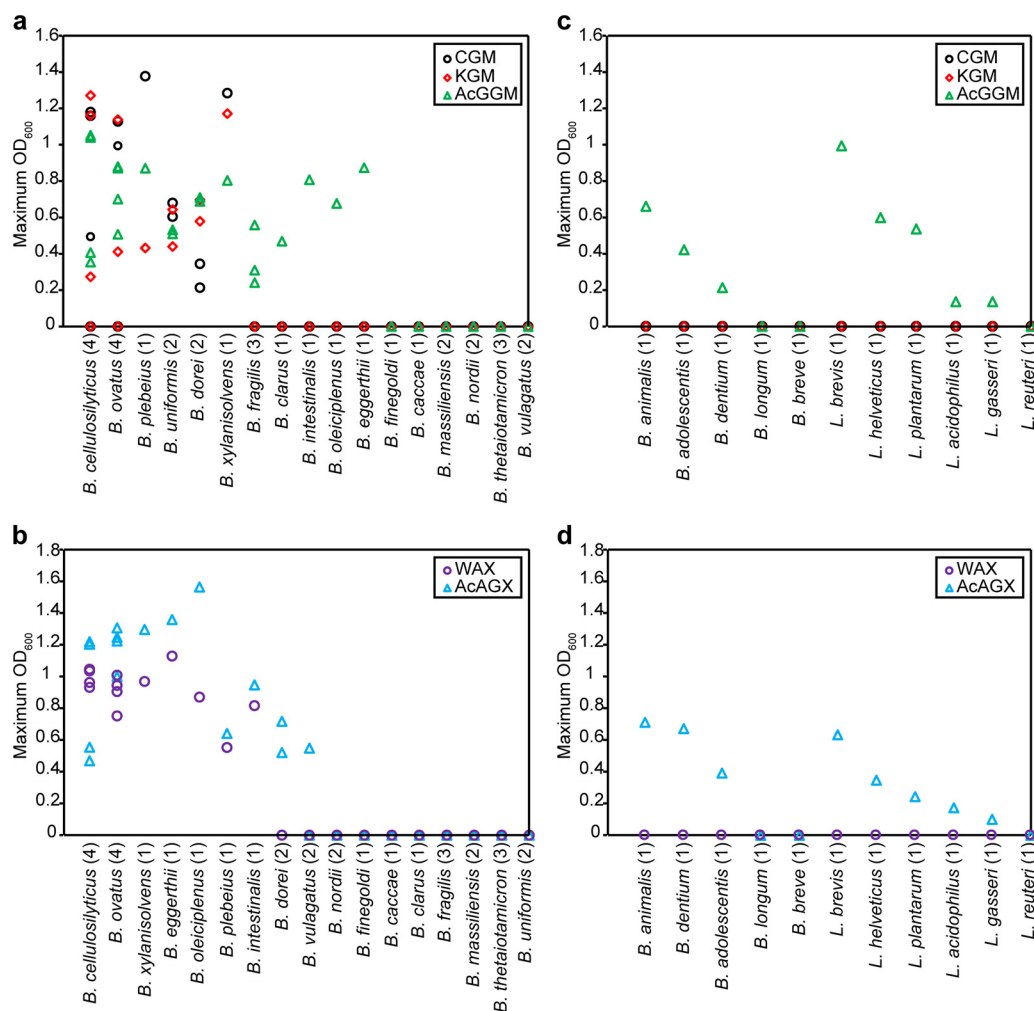 a
Maximum OD600
1.6
1.4
1.2
1
0.8
0.6
0.4
0.2
0
CGM
KGM
AcGGM
B. cellulosilyticus (4)
B. ovatus (4)
B. plebeius (1)
B. uniformis (2)
B. dorei (2)
B. xylanisolvens (1)
B. fragilis (3)
B. clarus (1)
B. intestinalis (1)
B. oleiciplenus (1)
B. eggerthii (1)
B. finegoldi (1)
B. caccae (1)
B. massiliensis (2)
B. nordii (2)
B. thetaiotamicron (3)
B. vulagatus (2)
c
Maximum OD600
1.6
1.4
1.2
1
0.8
0.6
0.4
0.2
0
CGM
KGM
AcGGM
B. animalis (1)
B. adolescentis (1)
B. dentium (1)
B. longum (1)
B. breve (1)
L. brevis (1)
L. helveticus (1)
L. plantarum (1)
L. acidophilus (1)
L. gasseri (1)
L. reuteri (1)
b
Maximum OD600
1.8
1.6
1.4
1.2
1
0.8
0.6
0.4
0.2
0
WAX
AcAGX
B. cellulosilyticus (4)
B. ovatus (4)
B. xylanisolvens (1)
B. eggerthii (1)
B. oleiciplenus (1)
B. plebeius (1)
B. intestinalis (1)
B. dorei (2)
B. vulagatus (2)
B. nordii (2)
B. finegoldi (1)
B. caccae (1)
B. clarus (1)
B. fragilis (3)
B. massiliensis (2)
B. thetaiotamicron (3)
B. uniformis (2)
d
Maximum OD600
1.8
1.6
1.4
1.2
1
0.8
0.6
0.4
0.2
0
WAX
AcAGX
B. animalis (1)
B. dentium (1)
B. adolescentis (1)
B. longum (1)
B. breve (1)
L. brevis (1)
L. helveticus (1)
L. plantarum (1)
L. acidophilus (1)
L. gasseri (1)
L. reuteri (1)